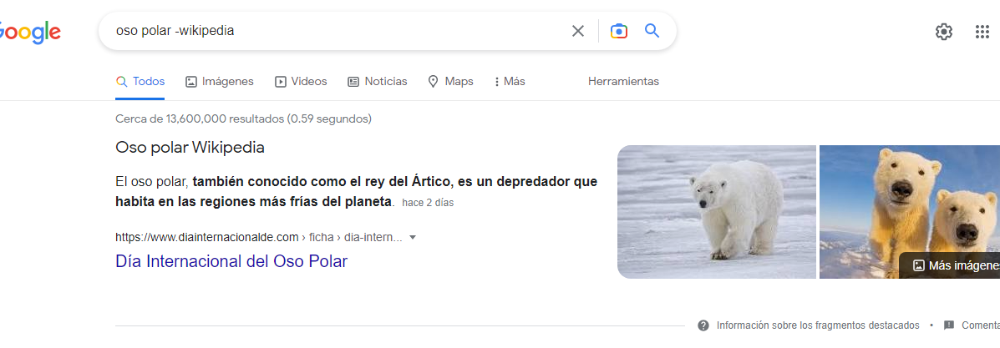 Google
oso polar -wikipedia
Todos Imágenes Videos Noticias Maps Más Herramientas
Cerca de 13,600,000 resultados (0.59 segundos)
Oso polar Wikipedia
El oso polar, también conocido como el rey del Ártico, es un depredador que
habita en las regiones más frías del planeta. hace 2 días
https://www.diainternacionalde.com › ficha › dia-intern...
Día Internacional del Oso Polar
Más imágenes
Información sobre los fragmentos destacados • Comenta